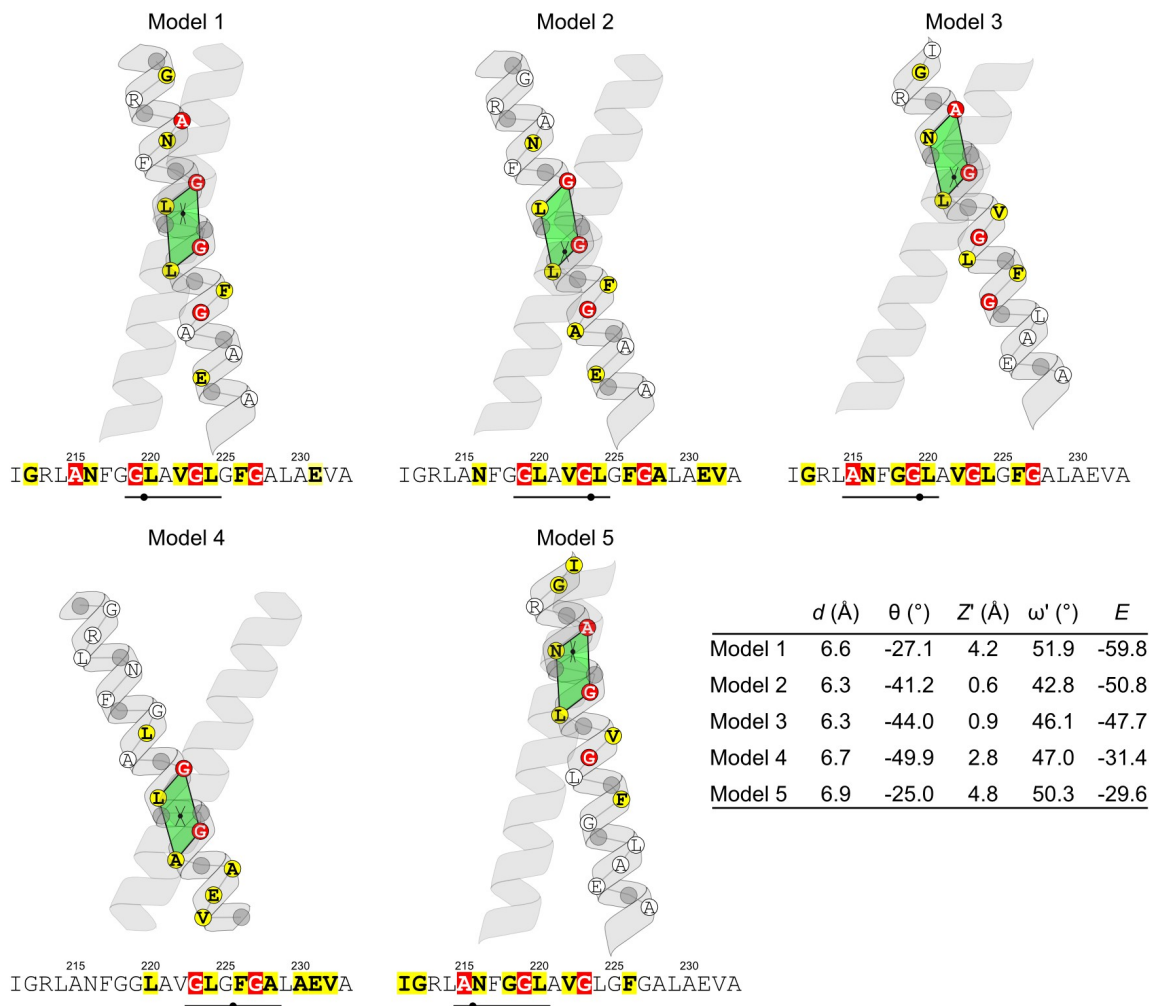 Model 1
G
R
A
N
F
G
L
G
L
F
G
A
A
E
A
215 220 225 230
IGRLANFGGLAVGLGFGALAEVA
Model 2
G
R
A
N
F
G
L
G
L
F
G
A
A
E
A
215 220 225 230
IGRLANFGGLAVGLGFGALAEVA
Model 3
I
G
R
A
N
G
L
V
G
L
F
G
L
A
E
A
215 220 225 230
IGRLANFGGLAVGLGFGALAEVA
Model 4
G
R
L
N
F
G
L
A
G
L
G
A
A
E
V
215 220 225 230
IGRLANFGGLAVGLGFGALAEVA
Model 5
I
G
R
A
N
G
L
V
G
L
F
G
L
A
E
A
215 220 225 230
IGRLANFGGLAVGLGFGALAEVA
d (Å) θ (°) Z' (Å) ω' (°) E
Model 1 6.6 -27.1 4.2 51.9 -59.8
Model 2 6.3 -41.2 0.6 42.8 -50.8
Model 3 6.3 -44.0 0.9 46.1 -47.7
Model 4 6.7 -49.9 2.8 47.0 -31.4
Model 5 6.9 -25.0 4.8 50.3 -29.6